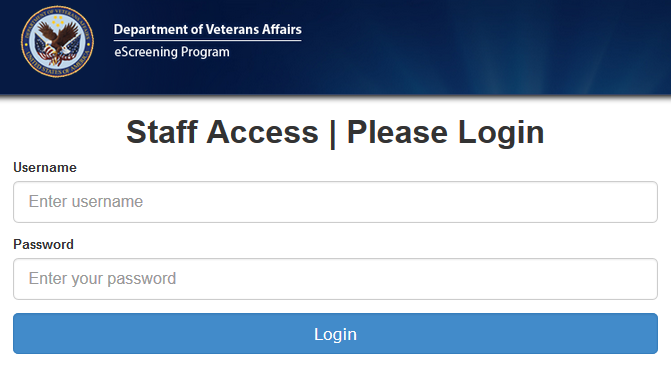 Department of Veterans Affairs
eScreening Program
Staff Access | Please Login
Username
Enter username
Password
Enter your password
Login